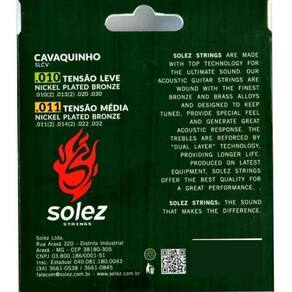 CAVAQUINHO
SLCV
.010 TENSÃO LEVE
NICKEL PLATED BRONZE
.010(2) .013(2) .020 .030
.011 TENSÃO MÉDIA
NICKEL PLATED BRONZE
.011(2) .014(2) .022 .032
solez
STRINGS
Solez Ltda.
Rua Araxá 320 - Distrito Industrial
Araxá - MG - CEP 38180-305
CNPJ: 03.800.186/0001-51
Insc. Estadual 040.081.180.0043
(34) 3661-0538 / 3661-0845
falecom@solez.com.br www.solez.com.br
SOLEZ STRINGS ARE MADE
WITH TOP TECHNOLOGY FOR
THE ULTIMATE SOUND. OUR
ACOUSTIC GUITAR STRINGS ARE
WOUND WITH THE FINEST
BRONZE AND BRASS ALLOYS
AND DESIGNED TO KEEP
TUNED, PROVIDE SPECIAL FEEL
AND GENERATE GREAT
ACOUSTIC RESPONSE. THE
TREBLES ARE REFORCED BY
"DUAL LAYER" TECHNOLOGY,
PROVIDING LONGER LIFE.
PRODUCED ON LATEST
EQUIPMENT, SOLEZ STRINGS
OFFER THE BEST QUALITY FOR
A GREAT PERFORMANCE.
SOLEZ STRINGS: THE SOUND
THAT MAKES THE DIFFERENCE.